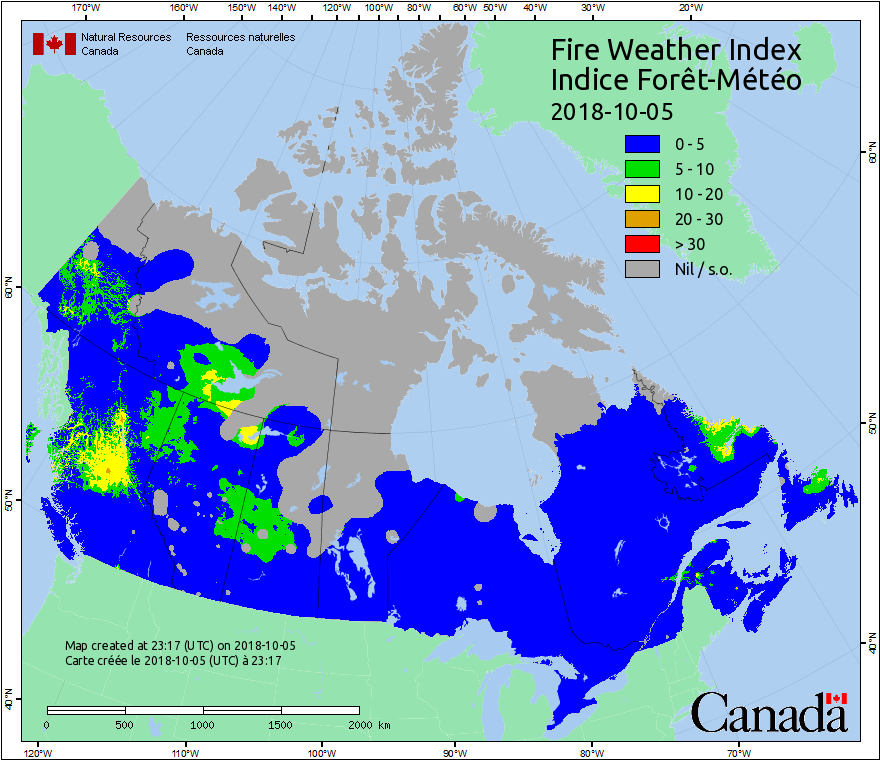 170°W 160°W 150°W 140°W 120°W 100°W 80°W 60°W 50°W 40°W 30°W 20°W
Natural Resources Ressources naturelles
Canada Canada
Fire Weather Index
Indice Forêt-Météo
2018-10-05
0 - 5
5 - 10
10 - 20
20 - 30
> 30
Nil / s.o.
60°N
60°N
50°N
50°N
40°N
40°N
Map created at 23:17 (UTC) on 2018-10-05
Carte créée le 2018-10-05 (UTC) à 23:17
0 500 1000 1500 2000 km
Canada
120°W 110°W 100°W 90°W 80°W 70°W